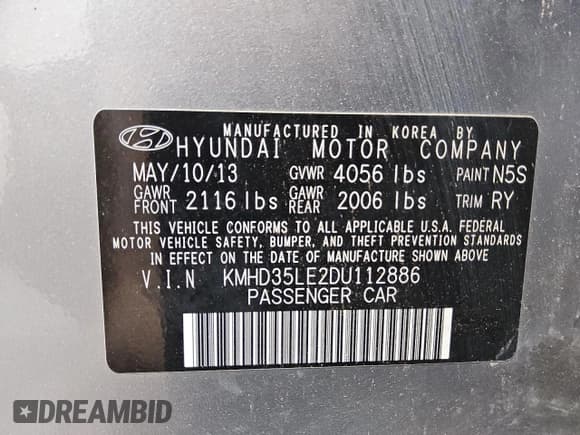 MANUFACTURED IN KOREA BY
HYUNDAI MOTOR COMPANY
MAY/10/13 GVWR 4056 lbs PAINT N5S
GAWR FRONT 2116 lbs GAWR REAR 2006 lbs TRIM RY
THIS VEHICLE CONFORMS TO ALL APPLICABLE U.S.A. FEDERAL
MOTOR VEHICLE SAFETY, BUMPER, AND THEFT PREVENTION STANDARDS
IN EFFECT ON THE DATE OF MANUFACTURE SHOWN ABOVE.
V.I.N KMHD35LE2DU112886
PASSENGER CAR
DREAMBID